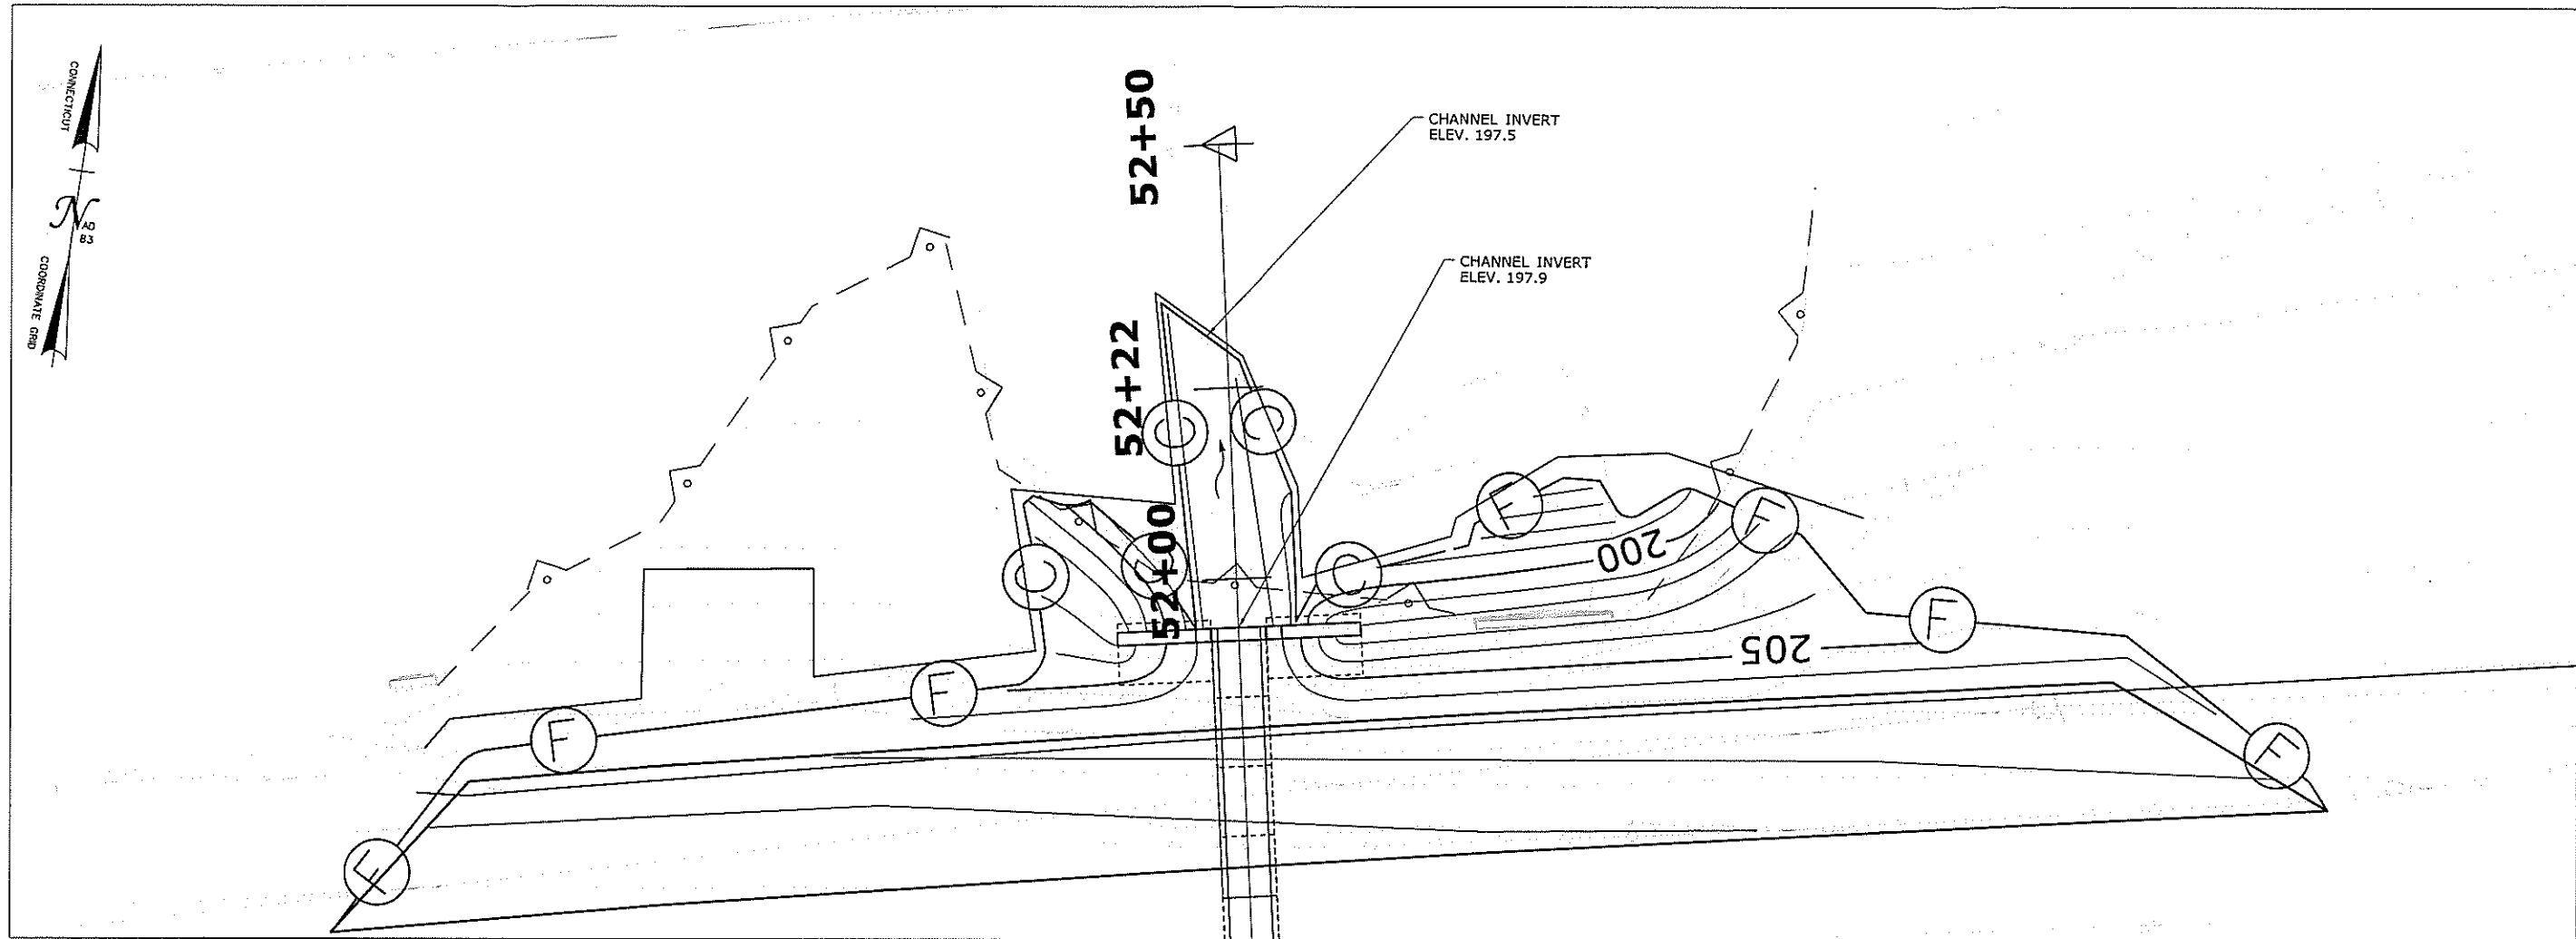 CONNECTICUT
N
AD
83
COORDINATE GRID
52+50
CHANNEL INVERT
ELEV. 197.5
CHANNEL INVERT
ELEV. 197.9
52+22
52+00
200
205
F
F
F
F
F
F
F